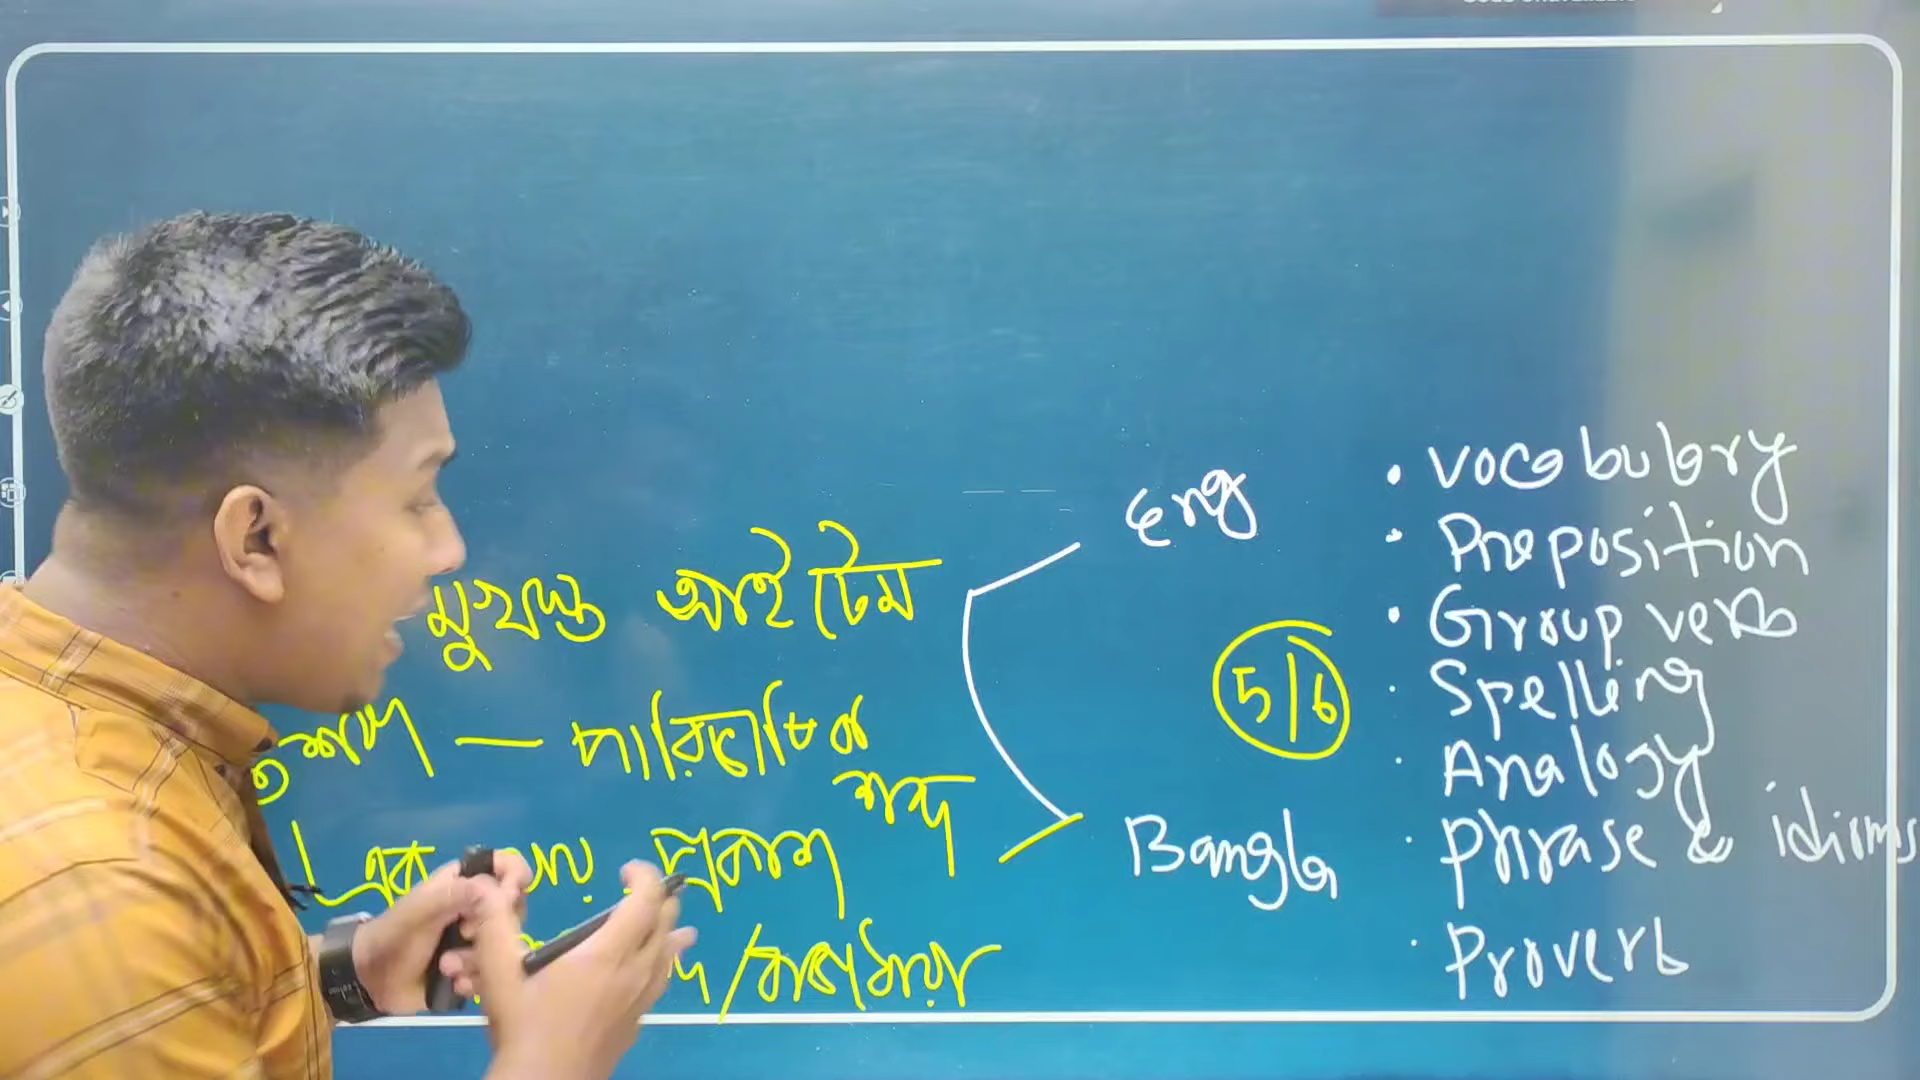 মুখস্ত আইটেম
শব্দ — পারিভাষিক
শব্দ
এক প্রকাশ
/বাগধারা
Eng
5/6
Bangla
• vocabulary
• Preposition
• Group verb
· Spelling
· Analogy
· phrase & idioms
· Proverb